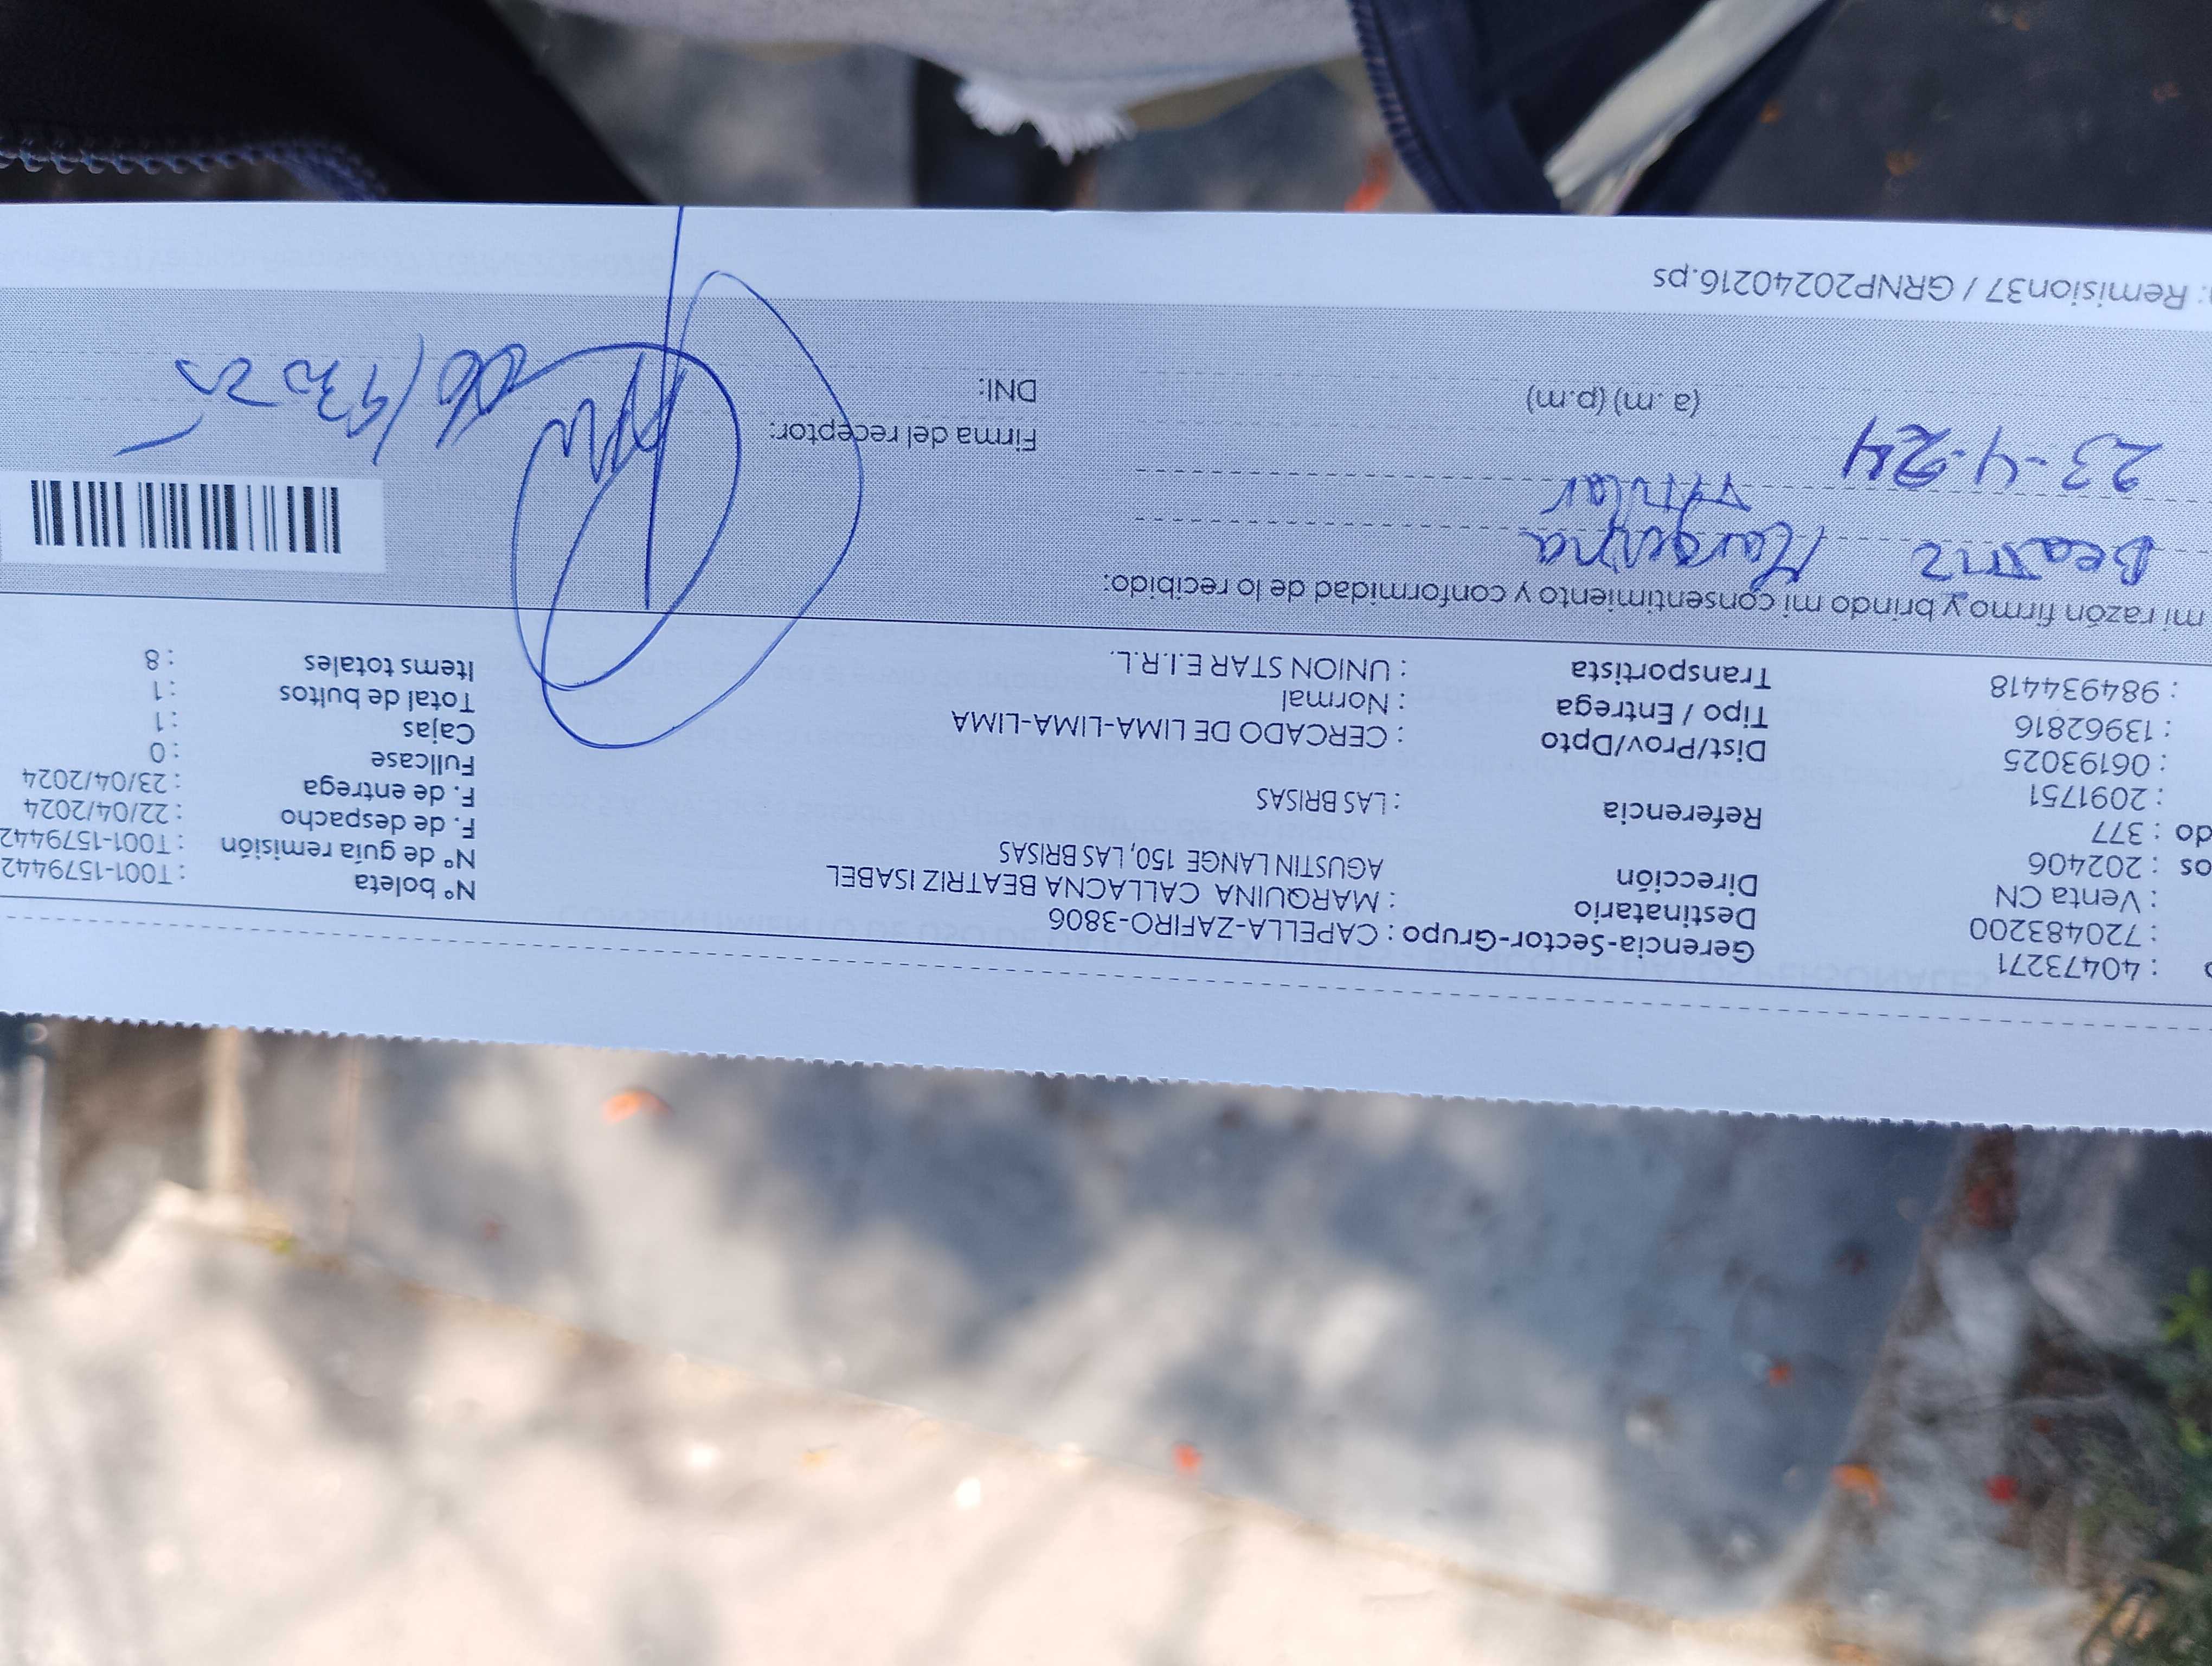 : 40473271 Gerencia-Sector-Grupo : CAPELLA-ZAFIRO-3806 Nº boleta : T001-1579442
: 720483200 Destinatario : MARQUINA CALLACNA BEATRIZ ISABEL Nº de guía remisión : T001-1579442
: Venta CN Dirección AGUSTIN LANGE 150, LAS BRISAS F. de despacho : 22/04/2024
os : 202406 F. de entrega : 23/04/2024
do : 377 Referencia : LAS BRISAS Fullcase : 0
: 2091751 Cajas : 1
: 06193025 Dist/Prov/Dpto : CERCADO DE LIMA-LIMA-LIMA Total de bultos : 1
: 13962816 Tipo / Entrega : Normal Items totales : 8
: 984934418 Transportista : UNION STAR E.I.R.L.
mi razón firmo y brindo mi consentimiento y conformidad de lo recibido:
Beatriz Marquina
Titular
23-4-24 Firma del receptor:
(a.m) (p.m) DNI: 06193025
: Remision37 / GRNP20240216.ps